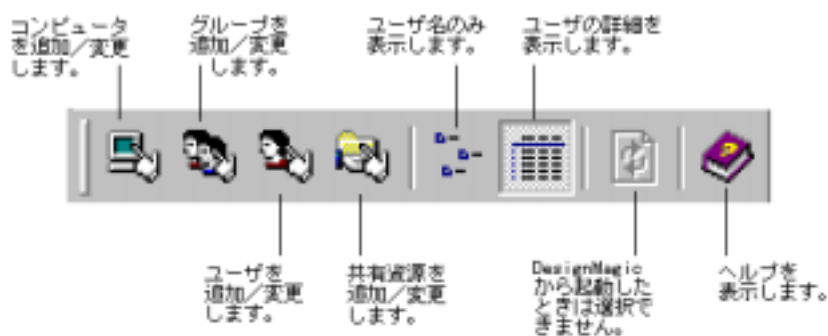 コンピュータ
を追加／変更
します。
グループを
追加／変更
します。
ユーザ名のみ
表示します。
ユーザの詳細を
表示します。
ユーザを
追加／変更
します。
共有資源を
追加／変更
します。
DesignMagic
から起動した
ときは選択で
きません。
ヘルプを
表示します。